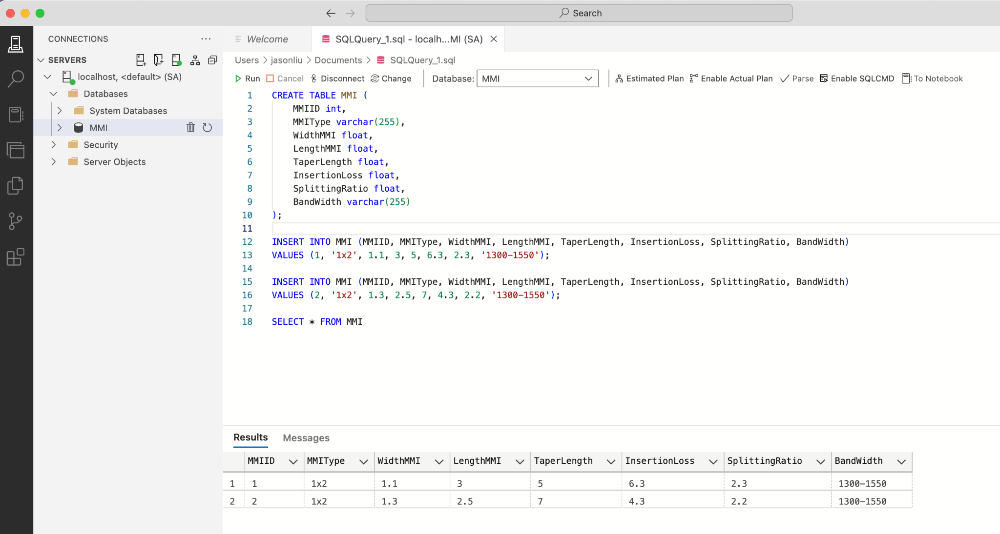 Search
CONNECTIONS
SERVERS
localhost, <default> (SA)
Databases
System Databases
MMI
Security
Server Objects
Welcome
SQLQuery_1.sql - localh...MI (SA)
Users > jasonliu > Documents > SQLQuery_1.sql
Run Cancel Disconnect Change Database: MMI Estimated Plan Enable Actual Plan Parse Enable SQLCMD To Notebook
1 CREATE TABLE MMI (
2 MMIID int,
3 MMIType varchar(255),
4 WidthMMI float,
5 LengthMMI float,
6 TaperLength float,
7 InsertionLoss float,
8 SplittingRatio float,
9 BandWidth varchar(255)
10 );
11
12 INSERT INTO MMI (MMIID, MMIType, WidthMMI, LengthMMI, TaperLength, InsertionLoss, SplittingRatio, BandWidth)
13 VALUES (1, '1x2', 1.1, 3, 5, 6.3, 2.3, '1300-1550');
14
15 INSERT INTO MMI (MMIID, MMIType, WidthMMI, LengthMMI, TaperLength, InsertionLoss, SplittingRatio, BandWidth)
16 VALUES (2, '1x2', 1.3, 2.5, 7, 4.3, 2.2, '1300-1550');
17
18 SELECT * FROM MMI
Results Messages
MMIID MMIType WidthMMI LengthMMI TaperLength InsertionLoss SplittingRatio BandWidth
1 1 1x2 1.1 3 5 6.3 2.3 1300-1550
2 2 1x2 1.3 2.5 7 4.3 2.2 1300-1550